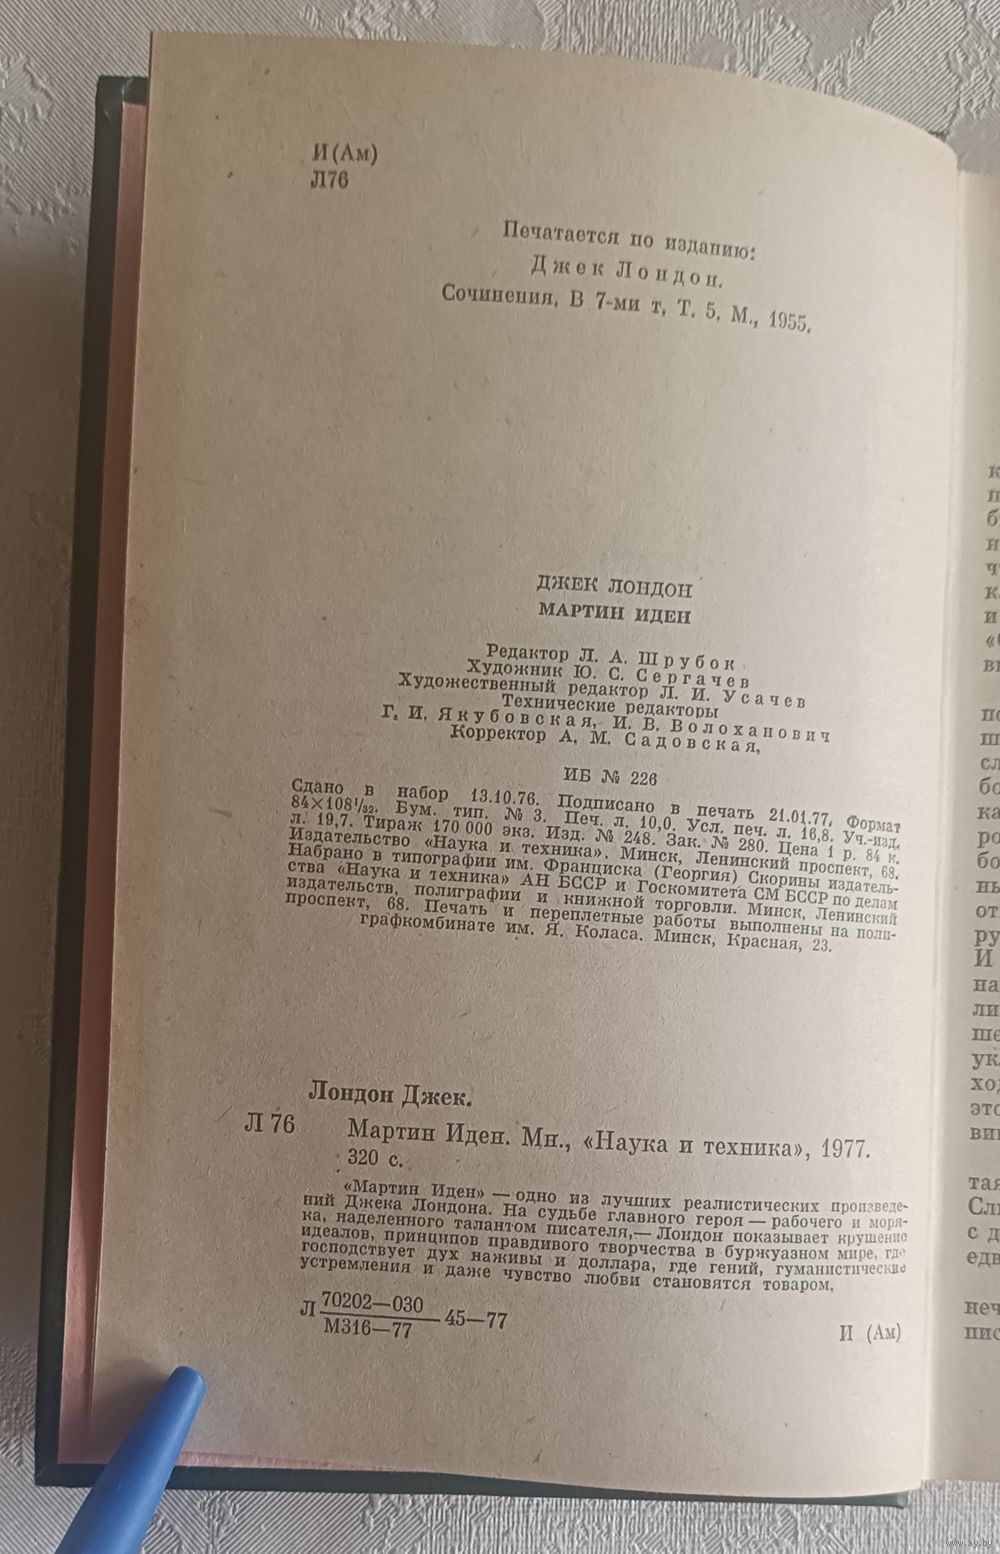 И(Ам)
Л76
Печатается по изданию:
Джек Лондон.
Сочинения. В 7-ми т. Т. 5. М., 1955.
ДЖЕК ЛОНДОН
МАРТИН ИДЕН
Редактор Л. А. Шрубок
Художник Ю. С. Сергачев
Художественный редактор Л. И. Усачев
Технические редакторы
Г. И. Якубовская, И. В. Волоханович
Корректор А. М. Садовская.
ИБ № 226
Сдано в набор 13.10.76. Подписано в печать 21.01.77. Формат
84×108¹/₃₂. Бум. тип. № 3. Печ. л. 10,0. Усл. печ. л. 16,8. Уч.-изд.
л. 19,7. Тираж 170 000 экз. Изд. № 248. Зак. № 280. Цена 1 р. 84 к.
Издательство «Наука и техника». Минск, Ленинский проспект, 68.
Набрано в типографии им. Франциска (Георгия) Скорины издатель-
ства «Наука и техника» АН БССР и Госкомитета СМ БССР по делам
издательств, полиграфии и книжной торговли. Минск, Ленинский
проспект, 68. Печать и переплетные работы выполнены на поли-
графкомбинате им. Я. Коласа. Минск, Красная, 23.
Лондон Джек.
Л 76 Мартин Иден. Мн., «Наука и техника», 1977.
320 с.
«Мартин Иден» — одно из лучших реалистических произведе-
ний Джека Лондона. На судьбе главного героя — рабочего и моря-
ка, наделенного талантом писателя,— Лондон показывает крушение
идеалов, принципов правдивого творчества в буржуазном мире, где
господствует дух наживы и доллара, где гений, гуманистические
устремления и даже чувство любви становятся товаром.
Л 70202—030 45—77
М316—77
И (Ам)
www.ay.by